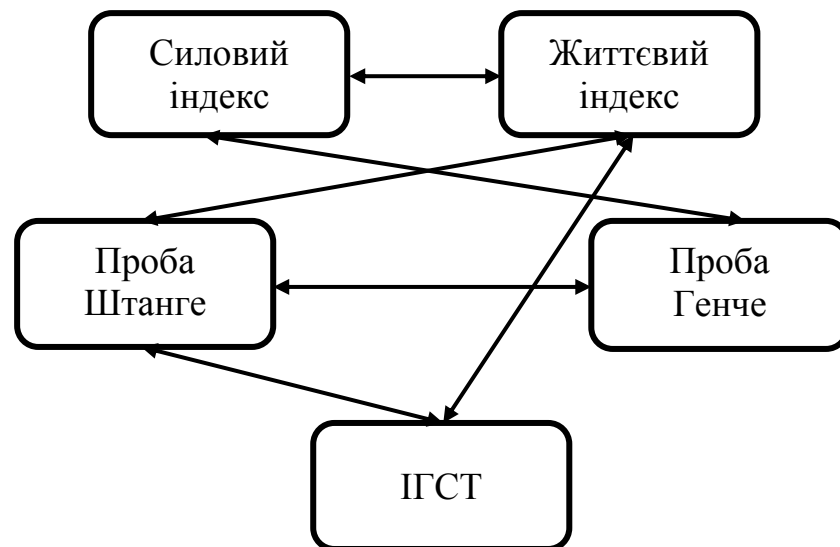 Силовий
індекс
Життєвий
індекс
Проба
Штанге
Проба
Генче
ІГСТ